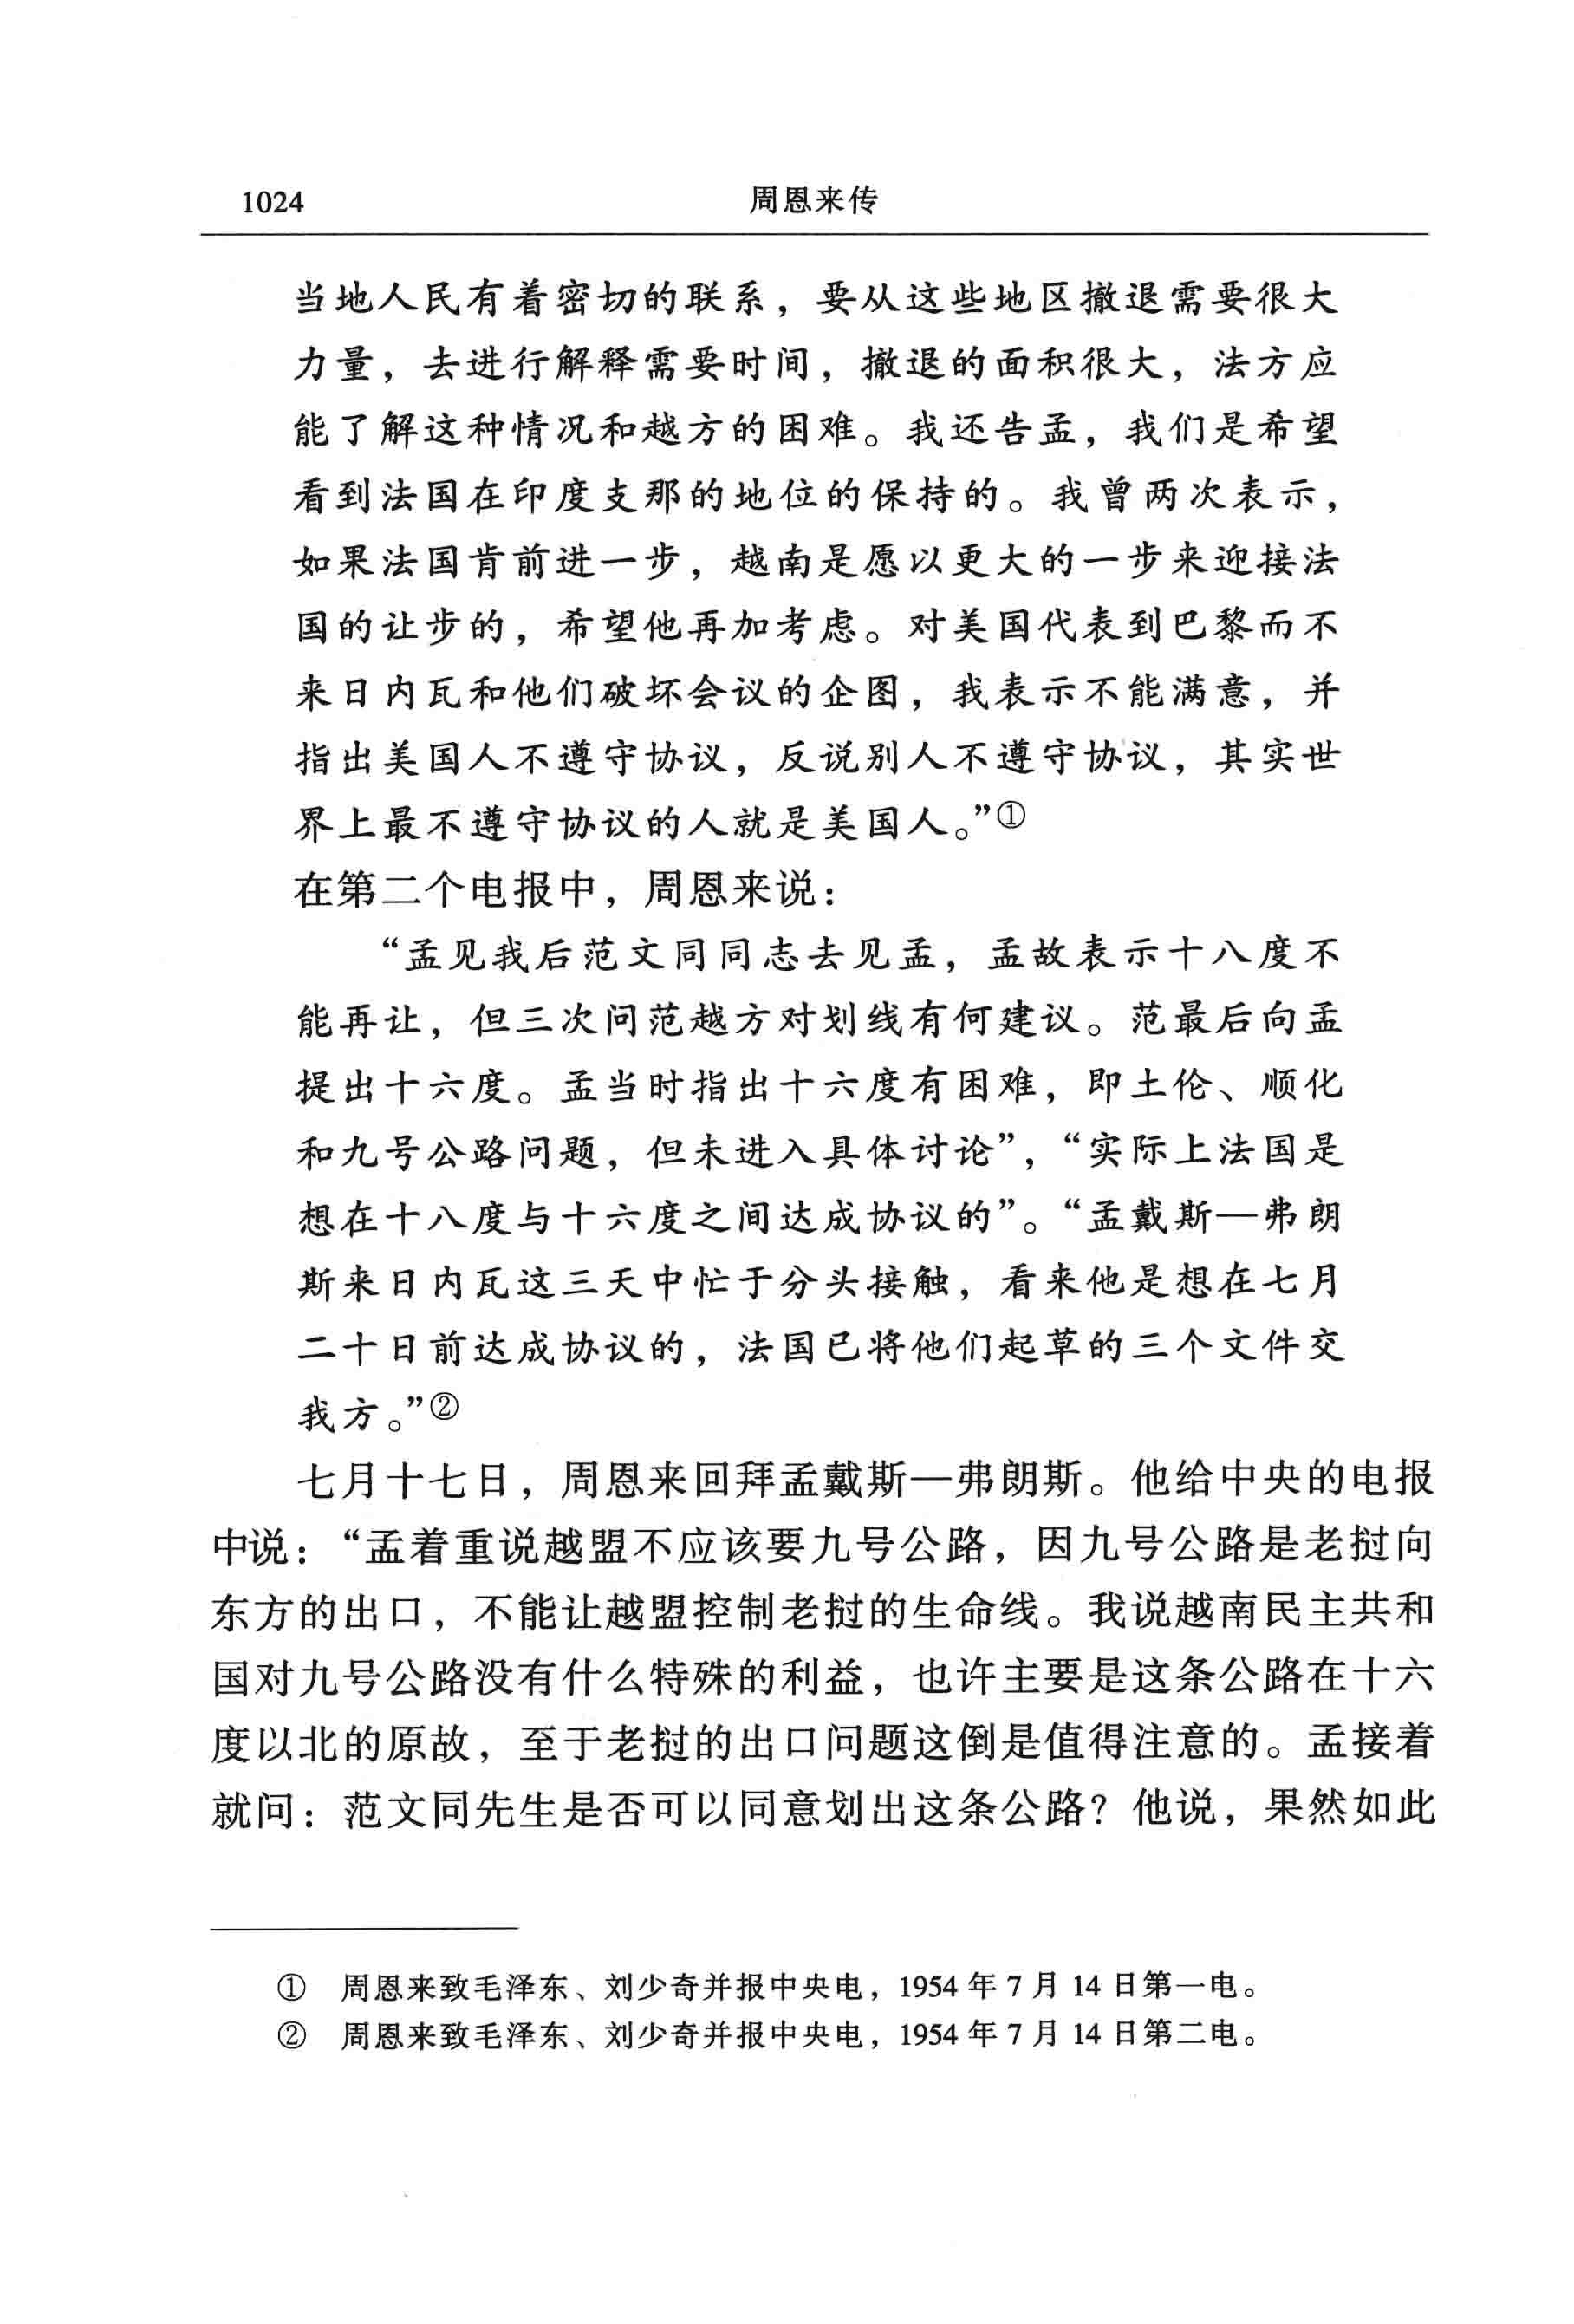 1024
周恩来传
当地人民有着密切的联系，要从这些地区撤退需要很大
力量，去进行解释需要时间，撤退的面积很大，法方应
能了解这种情况和越方的困难。我还告孟，我们是希望
看到法国在印度支那的地位的保持的。我曾两次表示，
如果法国肯前进一步，越南是愿以更大的一步来迎接法
国的让步的，希望他再加考虑。对美国代表到巴黎而不
来日内瓦和他们破坏会议的企图，我表示不能满意，并
指出美国人不遵守协议，反说别人不遵守协议，其实世
界上最不遵守协议的人就是美国人。”①
在第二个电报中，周恩来说：
“孟见我后范文同同志去见孟，孟故表示十八度不
能再让，但三次问范越方对划线有何建议。范最后向孟
提出十六度。孟当时指出十六度有困难，即土伦、顺化
和九号公路问题，但未进入具体讨论”，“实际上法国是
想在十八度与十六度之间达成协议的”。“孟戴斯—弗朗
斯来日内瓦这三天中忙于分头接触，看来他是想在七月
二十日前达成协议的，法国已将他们起草的三个文件交
我方。”②
七月十七日，周恩来回拜孟戴斯—弗朗斯。他给中央的电报
中说：“孟着重说越盟不应该要九号公路，因九号公路是老挝向
东方的出口，不能让越盟控制老挝的生命线。我说越南民主共和
国对九号公路没有什么特殊的利益，也许主要是这条公路在十六
度以北的原故，至于老挝的出口问题这倒是值得注意的。孟接着
就问：范文同先生是否可以同意划出这条公路？他说，果然如此
① 周恩来致毛泽东、刘少奇并报中央电，1954 年 7 月 14 日第一电。
② 周恩来致毛泽东、刘少奇并报中央电，1954 年 7 月 14 日第二电。